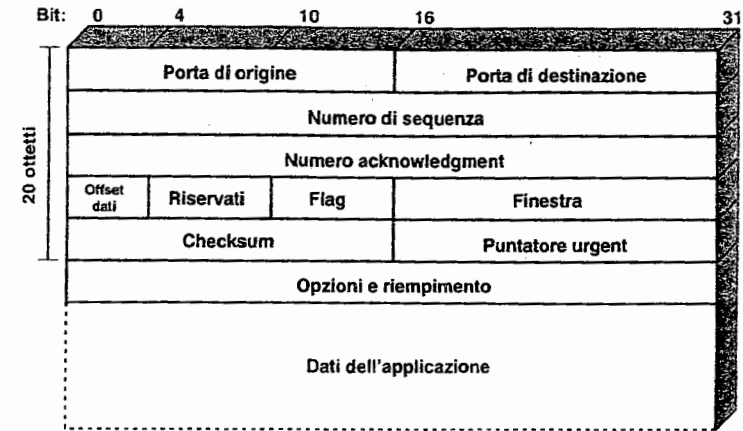 Bit: 0 4 10 16 31
Porta di origine Porta di destinazione
Numero di sequenza
Numero acknowledgment
Offset dati Riservati Flag Finestra
Checksum Puntatore urgent
Opzioni e riempimento
Dati dell'applicazione
20 ottetti